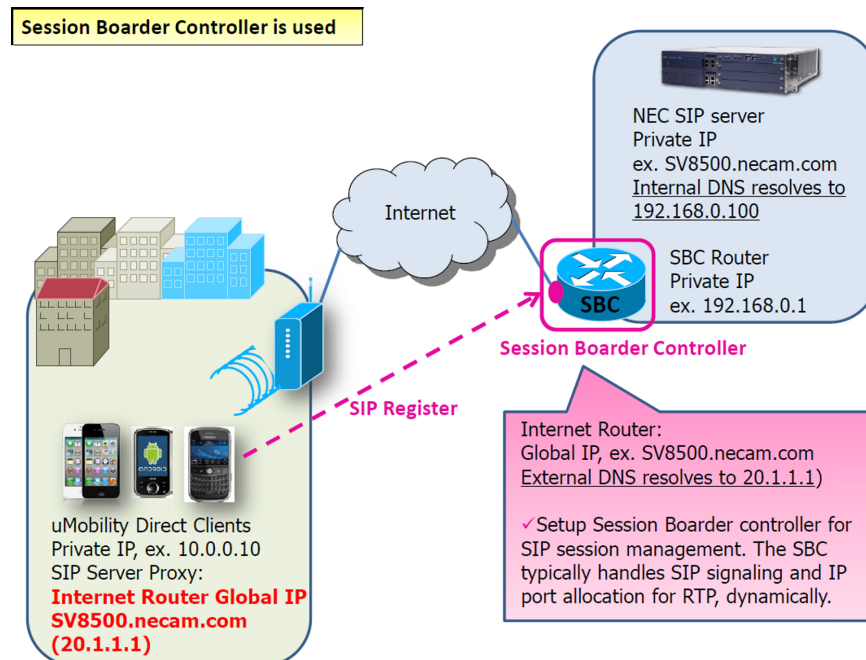 Session Boarder Controller is used
NEC SIP server
Private IP
ex. SV8500.necam.com
Internal DNS resolves to
192.168.0.100
SBC Router
Private IP
ex. 192.168.0.1
Internet
SBC
Session Boarder Controller
SIP Register
Internet Router:
Global IP, ex. SV8500.necam.com
External DNS resolves to 20.1.1.1)
✓Setup Session Boarder controller for
SIP session management. The SBC
typically handles SIP signaling and IP
port allocation for RTP, dynamically.
ANDROID
uMobility Direct Clients
Private IP, ex. 10.0.0.10
SIP Server Proxy:
Internet Router Global IP
SV8500.necam.com
(20.1.1.1)